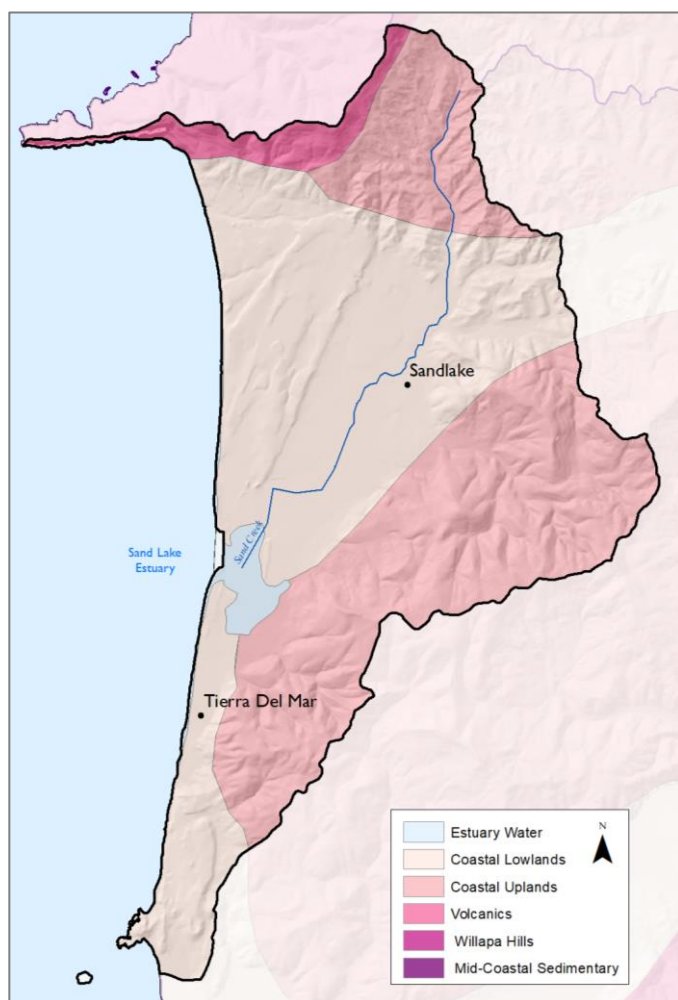 Sandlake
Sand Creek
Sand Lake
Estuary
Tierra Del Mar
N
Estuary Water
Coastal Lowlands
Coastal Uplands
Volcanics
Willapa Hills
Mid-Coastal Sedimentary